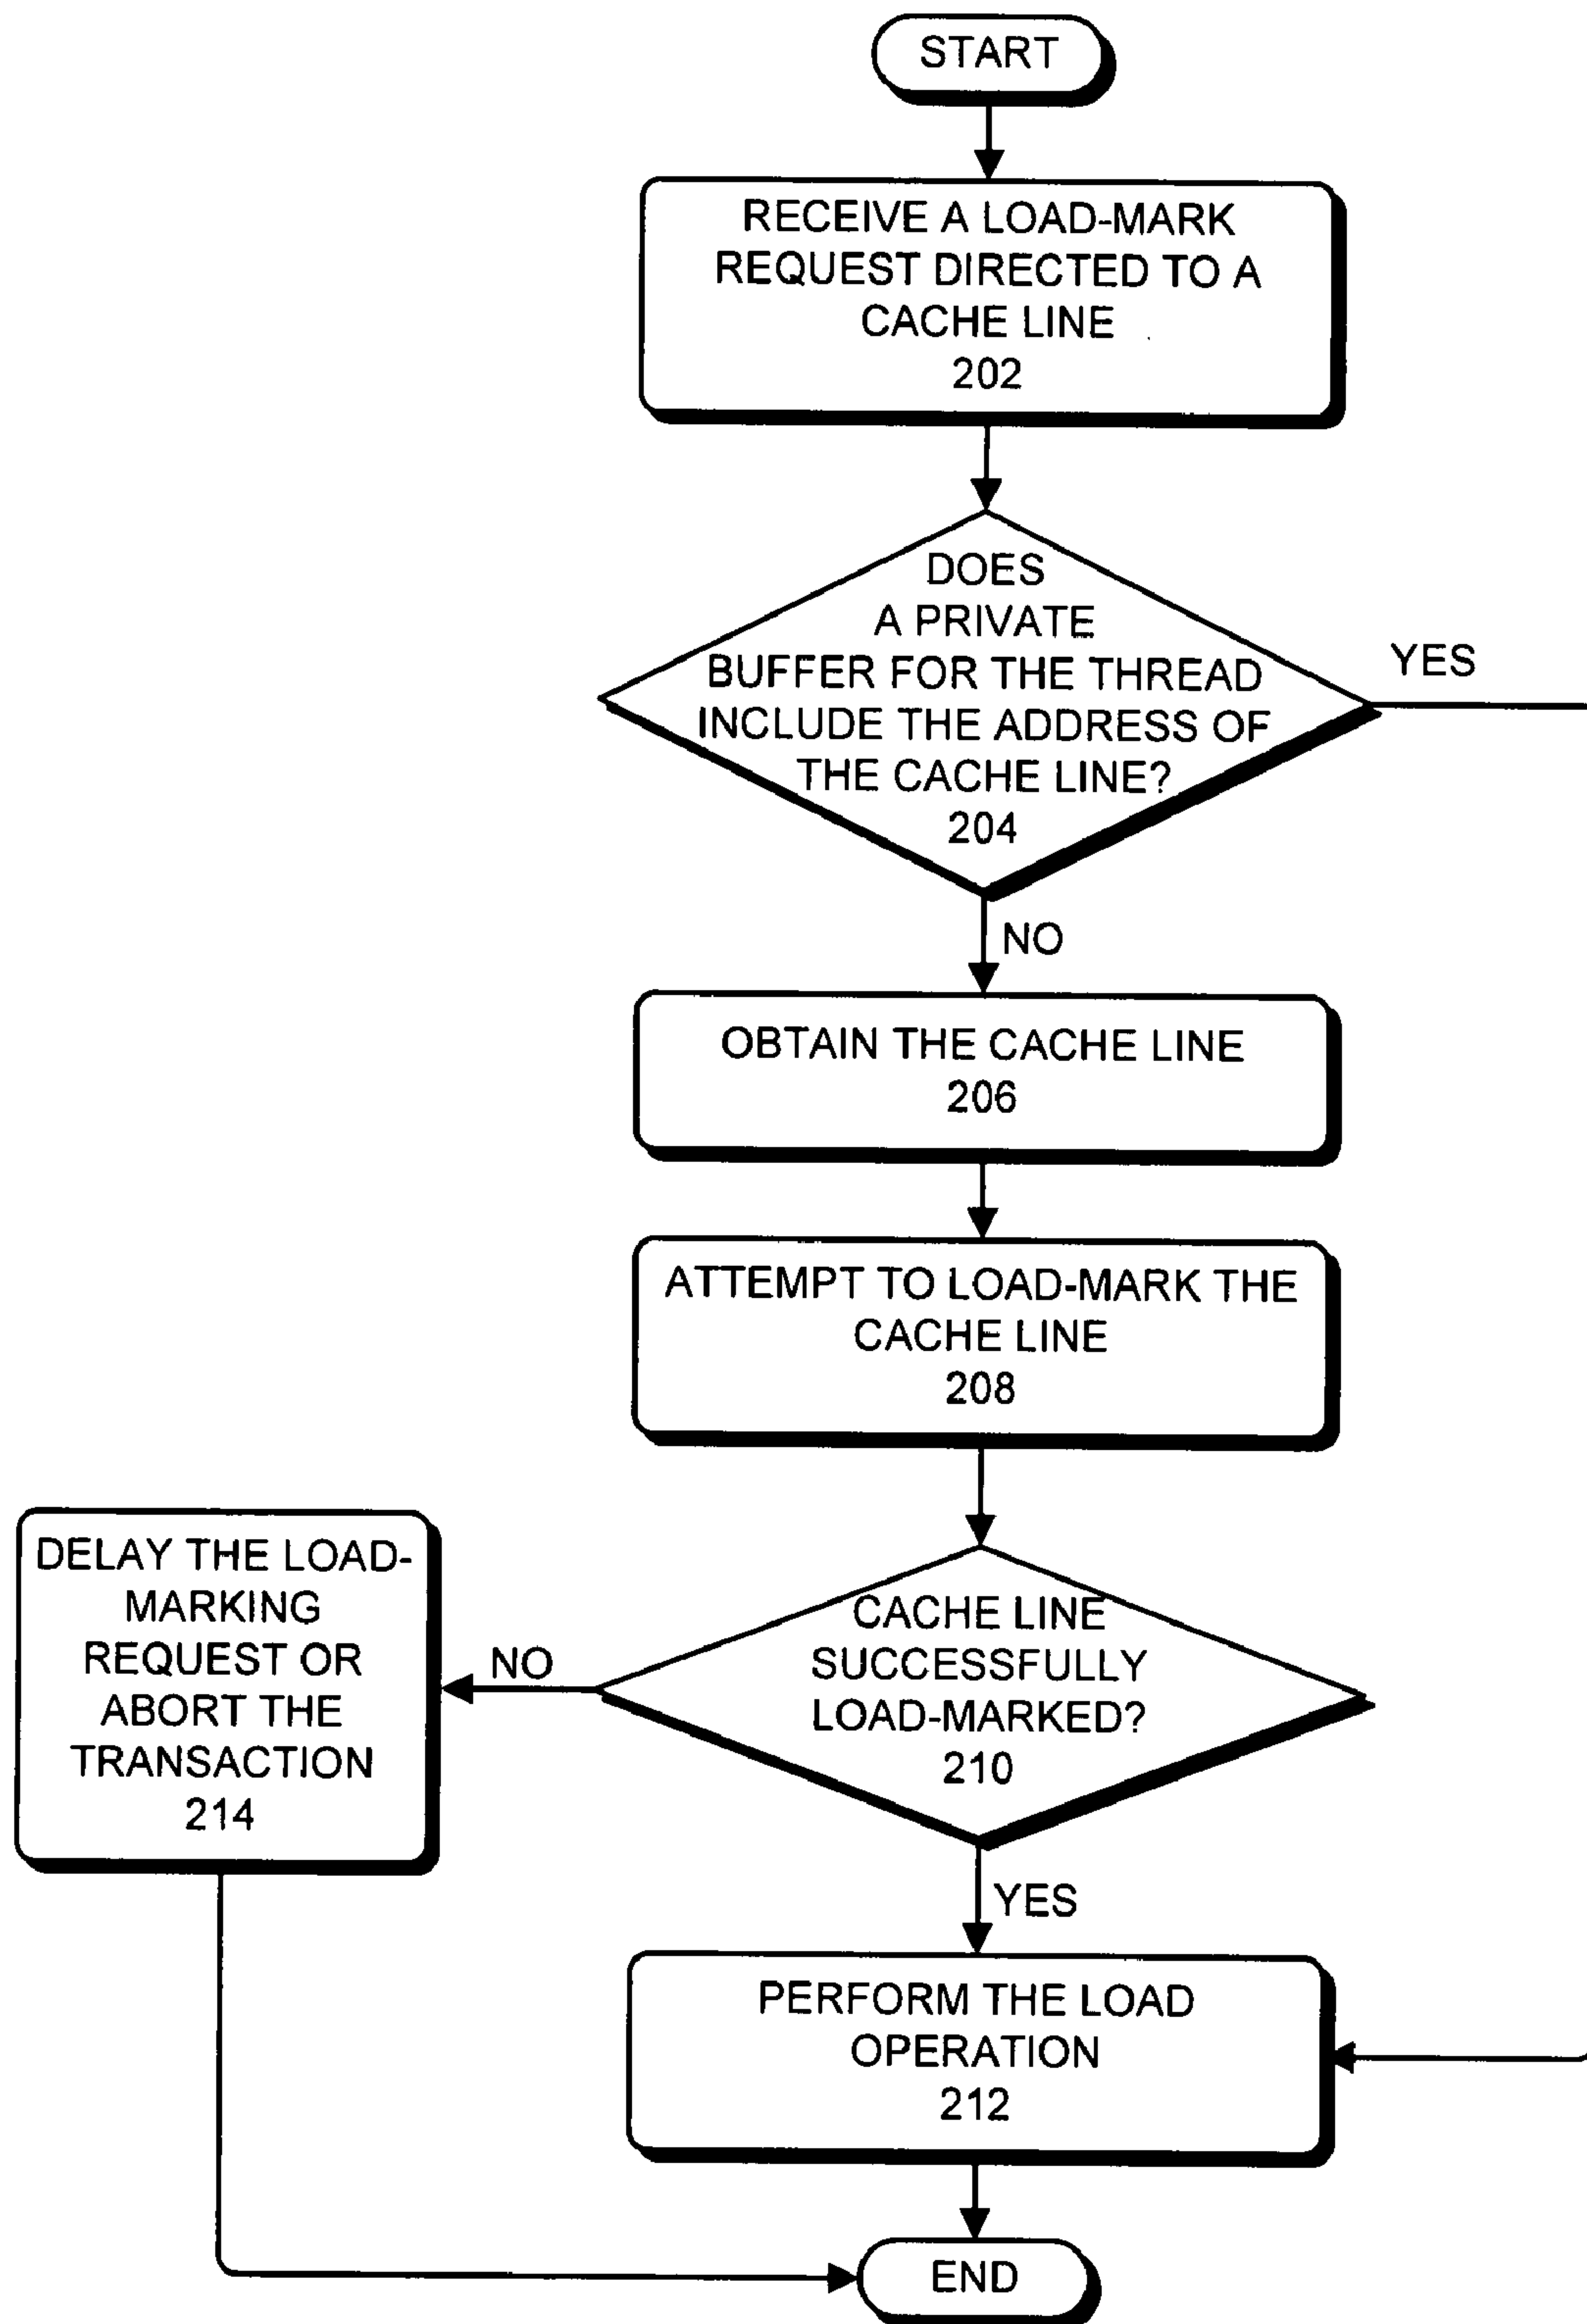 START
RECEIVE A LOAD-MARK
REQUEST DIRECTED TO A
CACHE LINE
202
DOES
A PRIVATE
BUFFER FOR THE THREAD
INCLUDE THE ADDRESS OF
THE CACHE LINE?
204
YES
NO
OBTAIN THE CACHE LINE
206
ATTEMPT TO LOAD-MARK THE
CACHE LINE
208
CACHE LINE
SUCCESSFULLY
LOAD-MARKED?
210
NO
DELAY THE LOAD-
MARKING
REQUEST OR
ABORT THE
TRANSACTION
214
YES
PERFORM THE LOAD
OPERATION
212
END